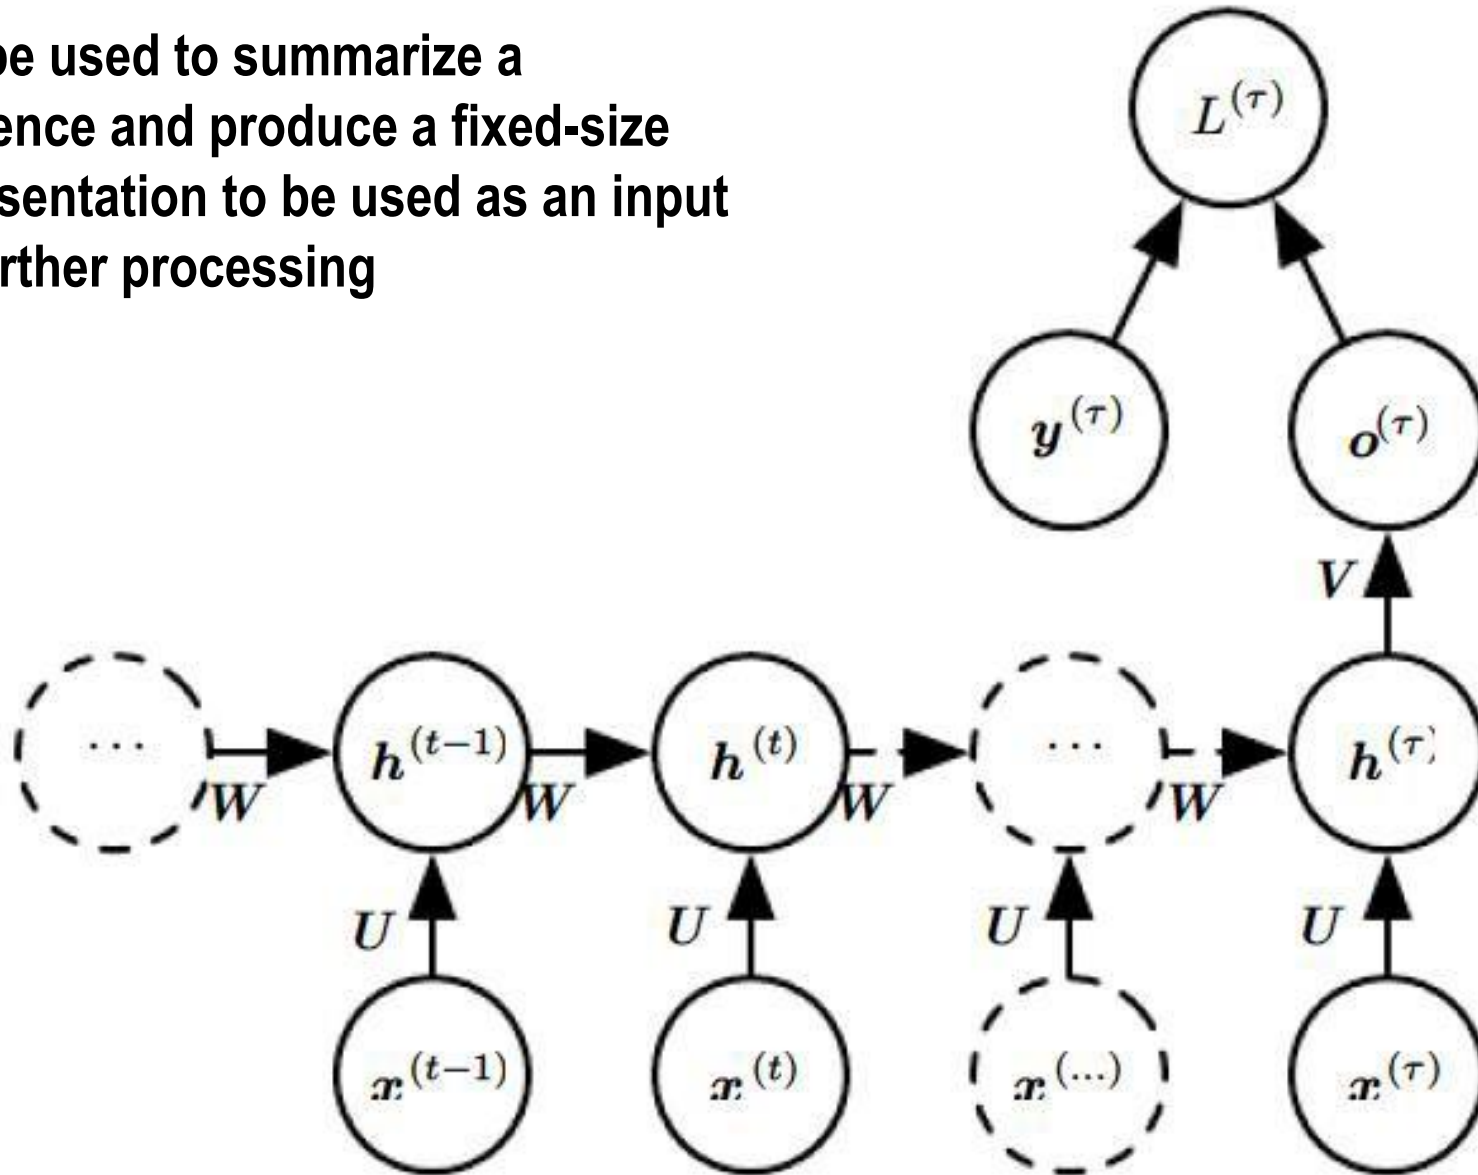 be used to summarize a
ence and produce a fixed-size
sentation to be used as an input
rther processing
L^(τ)
y^(τ) o^(τ)
V
... h^(t−1) h^(t) ... h^(τ)
W W W W
U U U U
x^(t−1) x^(t) x^(...) x^(τ)